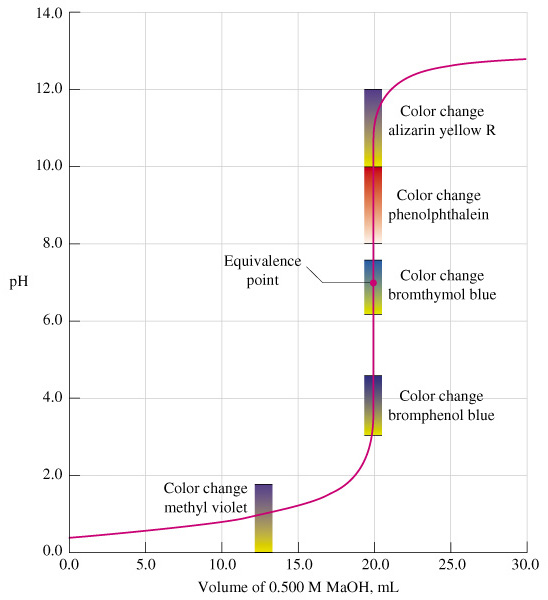 14.0
12.0
Color change
alizarin yellow R
10.0
Color change
phenolphthalein
8.0
Equivalence
point
Color change
bromthymol blue
pH
6.0
4.0
Color change
bromphenol blue
2.0
Color change
methyl violet
0.0
0.0 5.0 10.0 15.0 20.0 25.0 30.0
Volume of 0.500 M MaOH, mL